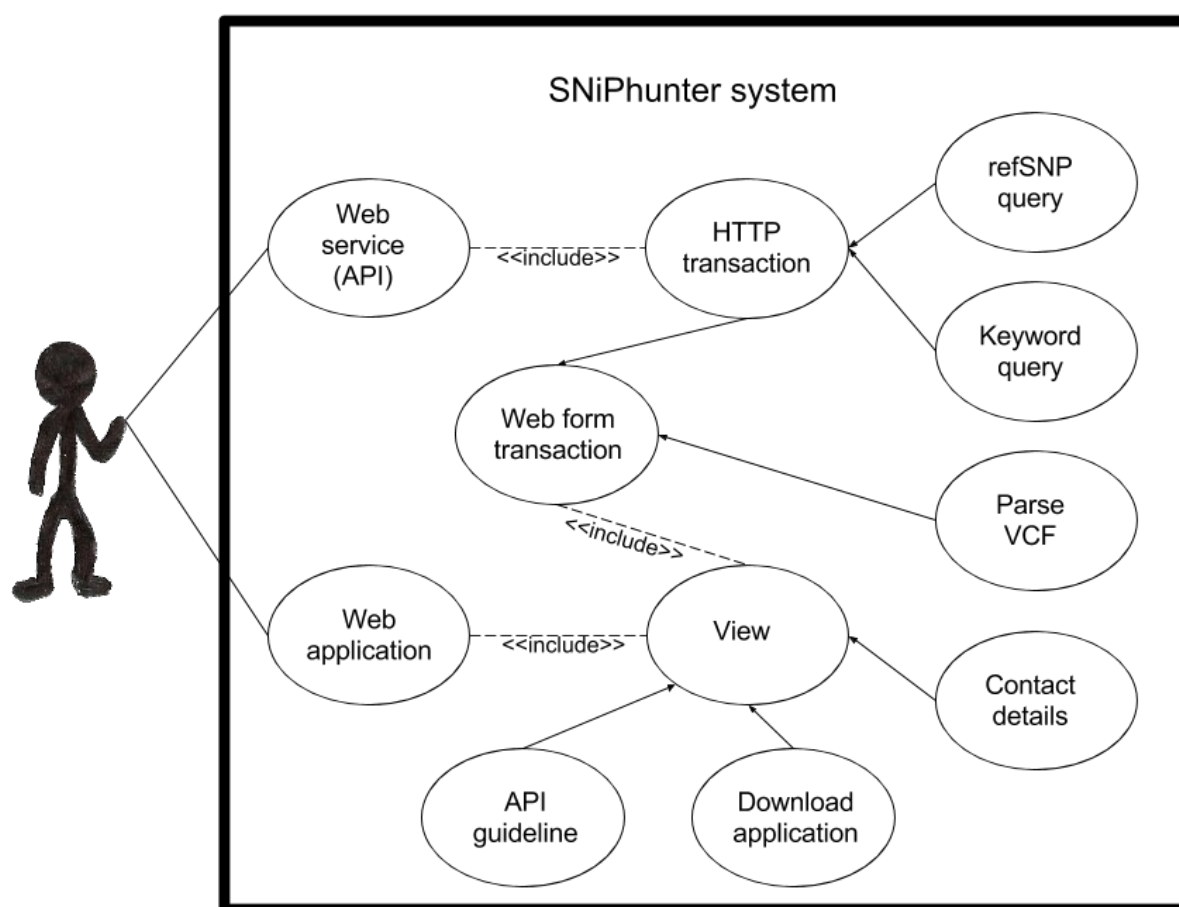 SNiPhunter system
refSNP
query
Web
service
(API)
<<include>>
HTTP
transaction
Keyword
query
Web form
transaction
Parse
VCF
<<include>>
Web
application
<<include>>
View
Contact
details
API
guideline
Download
application